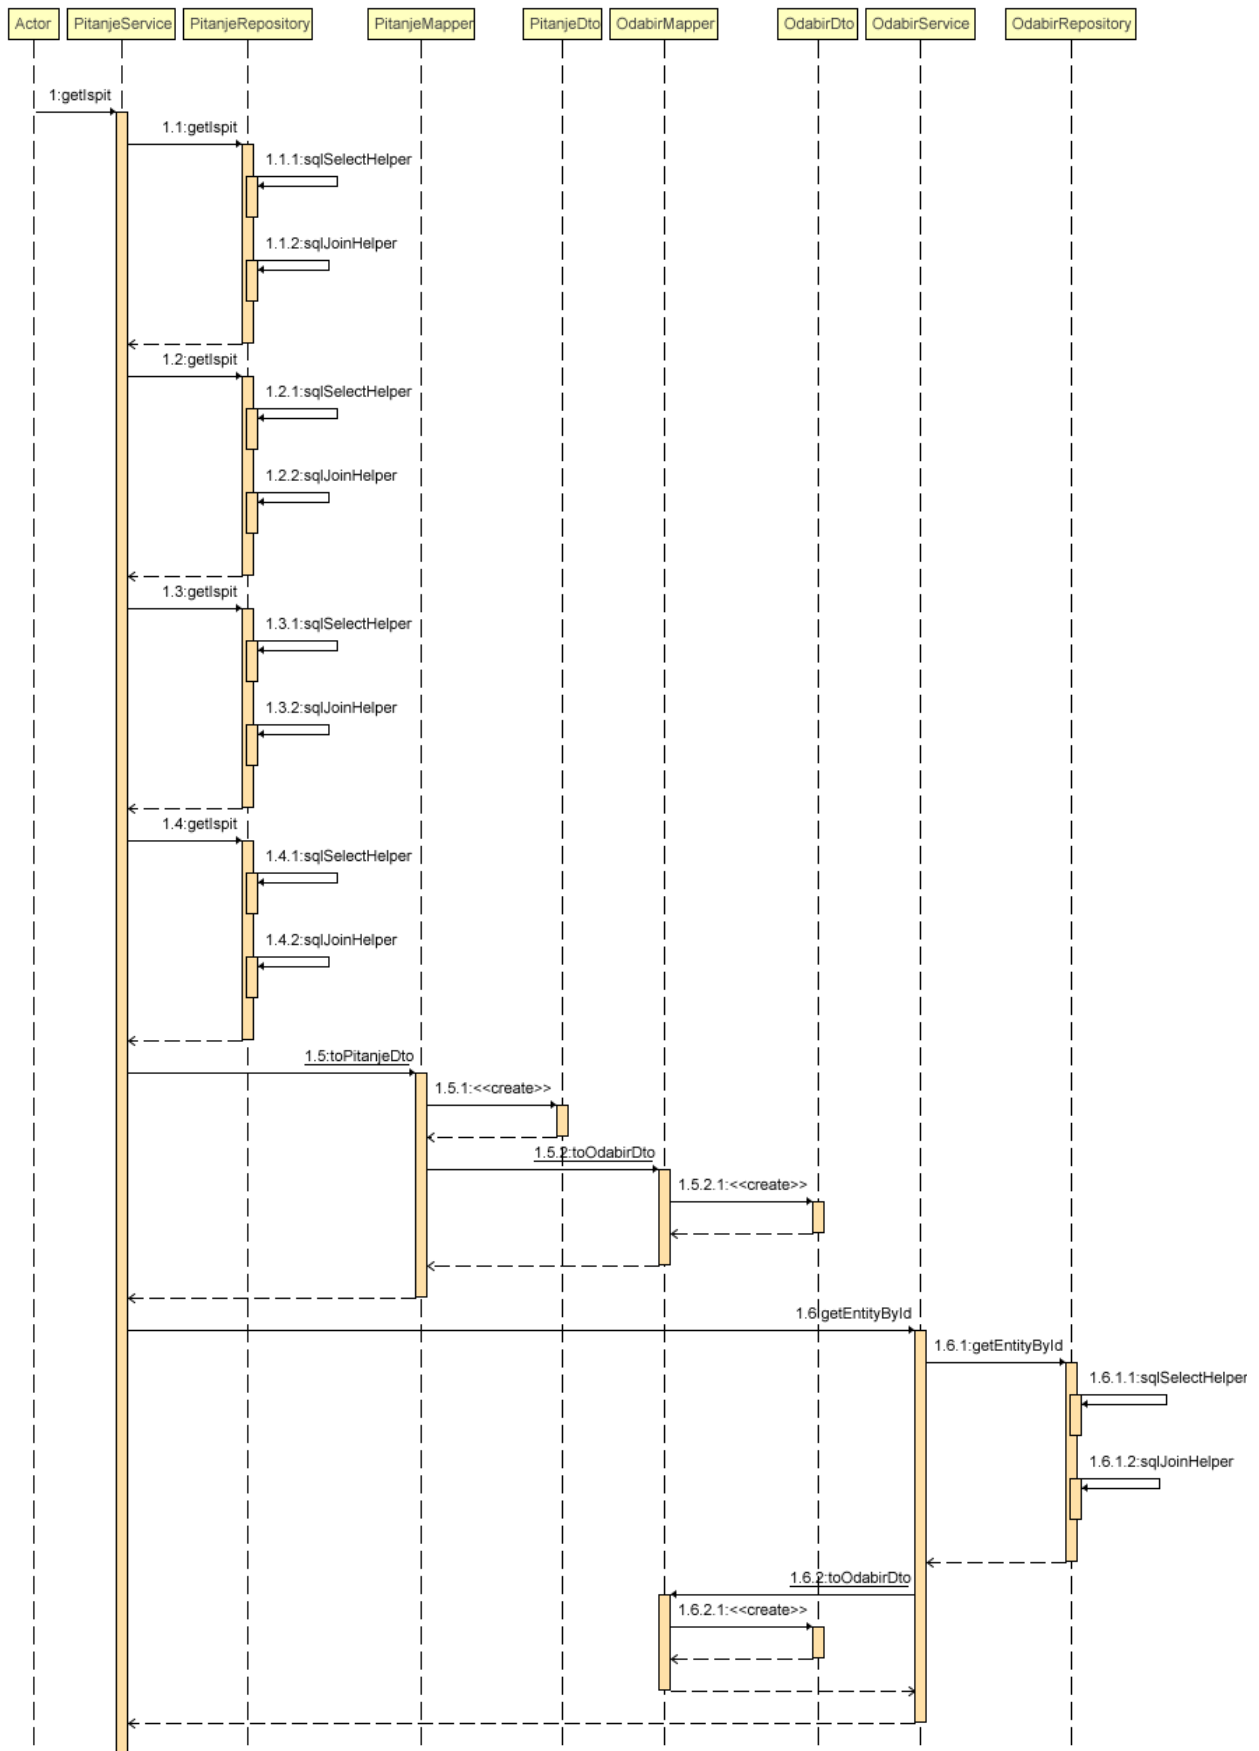 Actor
PitanjeService
PitanjeRepository
PitanjeMapper
PitanjeDto
OdabirMapper
OdabirDto
OdabirService
OdabirRepository
1:getIspit
1.1:getIspit
1.1.1:sqlSelectHelper
1.1.2:sqlJoinHelper
1.2:getIspit
1.2.1:sqlSelectHelper
1.2.2:sqlJoinHelper
1.3:getIspit
1.3.1:sqlSelectHelper
1.3.2:sqlJoinHelper
1.4:getIspit
1.4.1:sqlSelectHelper
1.4.2:sqlJoinHelper
1.5:toPitanjeDto
1.5.1:<<create>>
1.5.2:toOdabirDto
1.5.2.1:<<create>>
1.6:getEntityById
1.6.1:getEntityById
1.6.1.1:sqlSelectHelper
1.6.1.2:sqlJoinHelper
1.6.2:toOdabirDto
1.6.2.1:<<create>>